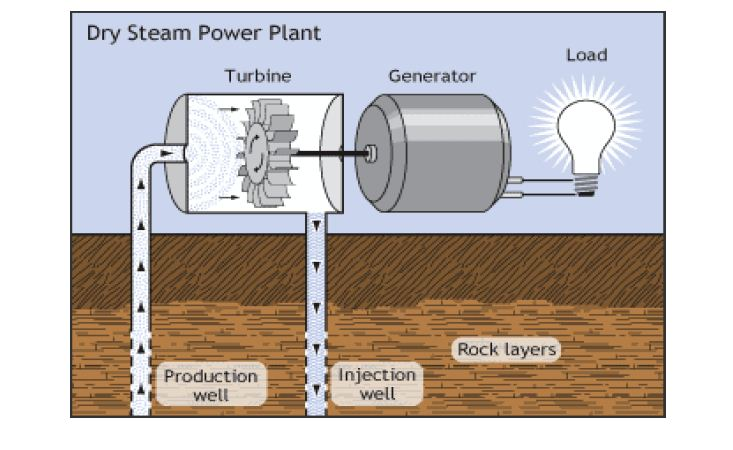 Dry Steam Power Plant
Load
Turbine
Generator
Rock layers
Production
well
Injection
well